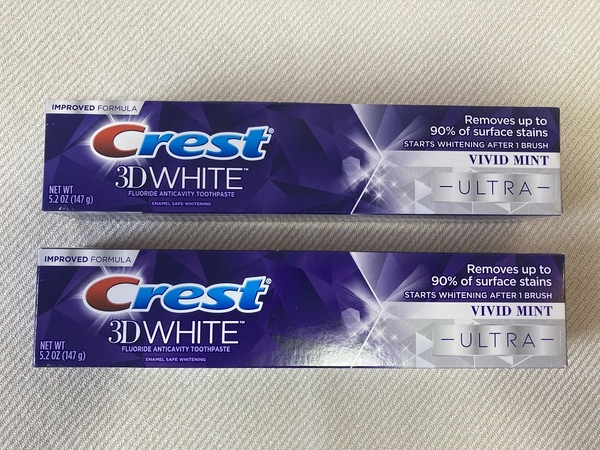 IMPROVED FORMULA
Crest®
3D WHITE™
FLUORIDE ANTICAVITY TOOTHPASTE
ENAMEL SAFE WHITENING
NET WT
5.2 OZ (147 g)
Removes up to
90% of surface stains
STARTS WHITENING AFTER 1 BRUSH
VIVID MINT
ULTRA
IMPROVED FORMULA
Crest®
3D WHITE™
FLUORIDE ANTICAVITY TOOTHPASTE
ENAMEL SAFE WHITENING
NET WT
5.2 OZ (147 g)
Removes up to
90% of surface stains
STARTS WHITENING AFTER 1 BRUSH
VIVID MINT
ULTRA